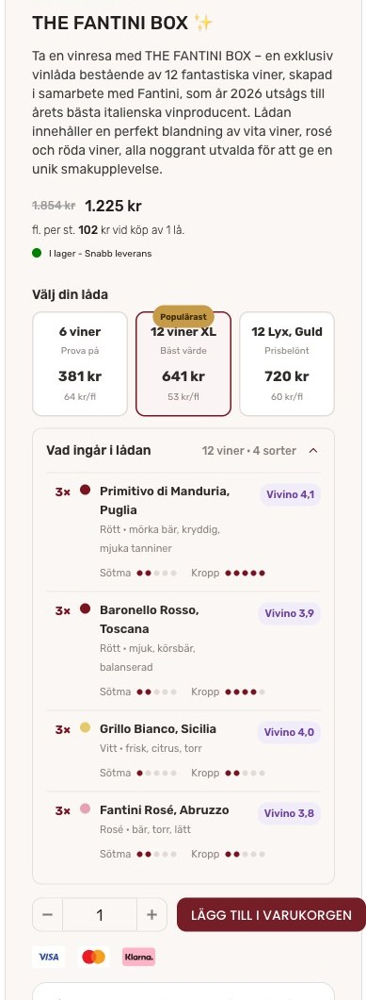 THE FANTINI BOX ✨
Ta en vinresa med THE FANTINI BOX – en exklusiv
vinlåda bestående av 12 fantastiska viner, skapad
i samarbete med Fantini, som år 2026 utsågs till
årets bästa italienska vinproducent. Lådan
innehåller en perfekt blandning av vita viner, rosé
och röda viner, alla noggrant utvalda för att ge en
unik smakupplevelse.
1.854 kr 1.225 kr
fl. per st. 102 kr vid köp av 1 lå.
I lager - Snabb leverans
Välj din låda
Populärast
6 viner
Prova på
381 kr
64 kr/fl
12 viner XL
Bäst värde
641 kr
53 kr/fl
12 Lyx, Guld
Prisbelönt
720 kr
60 kr/fl
Vad ingår i lådan 12 viner • 4 sorter
3× Primitivo di Manduria, Vivino 4,1
Puglia
Rött • mörka bär, kryddig,
mjuka tanniner
Sötma Kropp
3× Baronello Rosso, Vivino 3,9
Toscana
Rött • mjuk, körsbär,
balanserad
Sötma Kropp
3× Grillo Bianco, Sicilia Vivino 4,0
Vitt • frisk, citrus, torr
Sötma Kropp
3× Fantini Rosé, Abruzzo Vivino 3,8
Rosé • bär, torr, lätt
Sötma Kropp
− 1 + LÄGG TILL I VARUKORGEN
VISA Klarna.